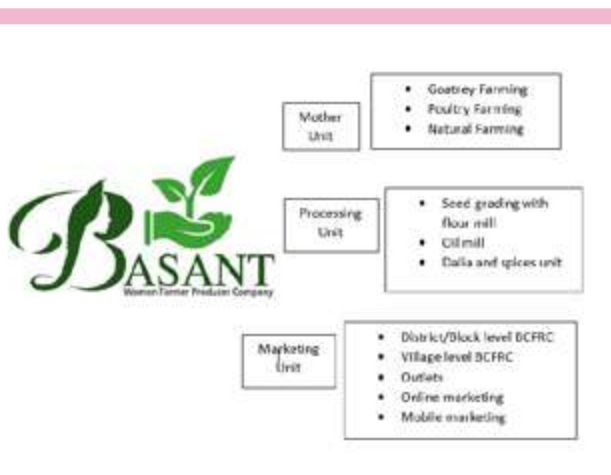 Mother
Unit
Goatrey Farming
Poultry Farming
Natural Farming
BASANT
Women Farmer Producer Company
Processing
Unit
Seed grading with
flour mill
Oil mill
Dalia and spices unit
Marketing
Unit
District/Block level BCFRC
Village level BCFRC
Outlets
Online marketing
Mobile marketing